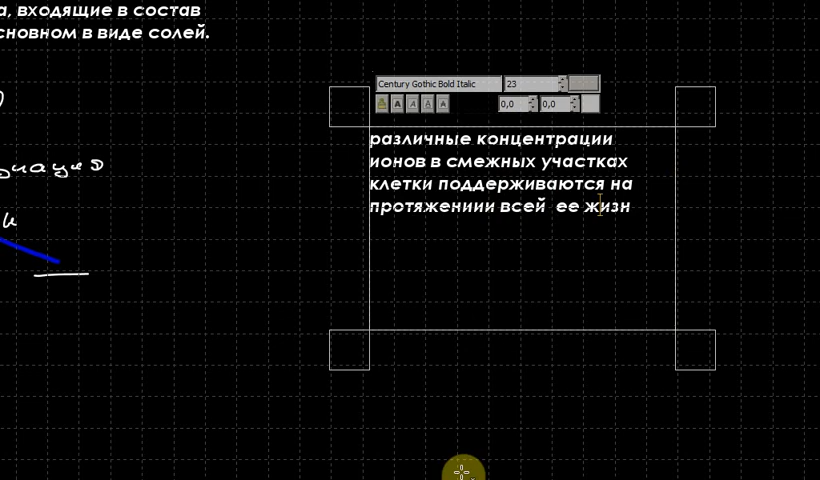 а, входящие в состав
сновном в виде солей.
Century Gothic Bold Italic
23
A A A A
0,0
0,0
различные концентрации
ионов в смежных участках
клетки поддерживаются на
протяжениии всей ее жизн